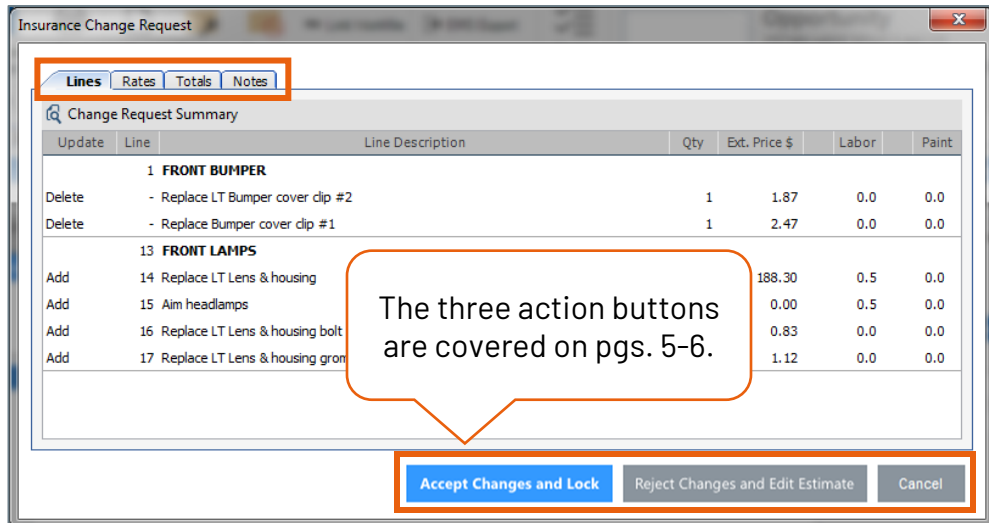 Insurance Change Request
Lines Rates Totals Notes
Change Request Summary
Update Line Line Description Qty Ext. Price $ Labor Paint
1 FRONT BUMPER
Delete - Replace LT Bumper cover clip #2 1 1.87 0.0 0.0
Delete - Replace Bumper cover clip #1 1 2.47 0.0 0.0
13 FRONT LAMPS
Add 14 Replace LT Lens & housing 188.30 0.5 0.0
Add 15 Aim headlamps 0.00 0.5 0.0
Add 16 Replace LT Lens & housing bolt 0.83 0.0 0.0
Add 17 Replace LT Lens & housing grom 1.12 0.0 0.0
The three action buttons
are covered on pgs. 5-6.
Accept Changes and Lock Reject Changes and Edit Estimate Cancel